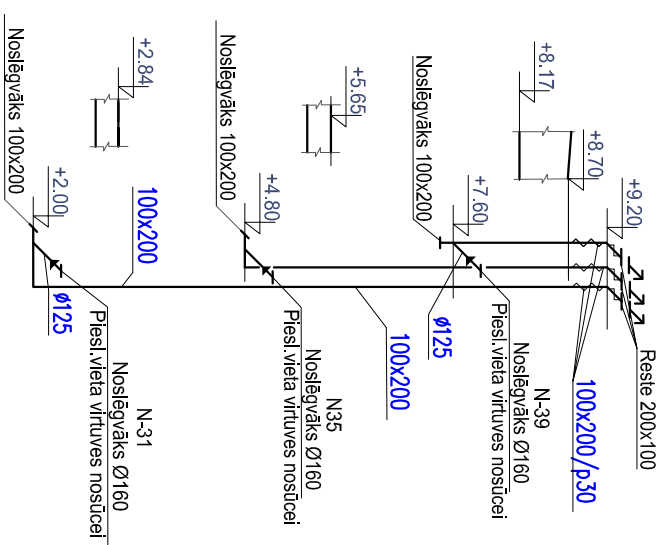 Reste 200x100
+9.20
100x200/p30
+8.70
+8.17
N-39
Noslēgvāks Ø160
Piesl.vieta virtuves nosūcei
+7.60
ø125
Noslēgvāks 100x200
100x200
+5.65
N35
Noslēgvāks Ø160
Piesl.vieta virtuves nosūcei
+4.80
Noslēgvāks 100x200
+2.84
100x200
N-31
Noslēgvāks Ø160
Piesl.vieta virtuves nosūcei
+2.00
ø125
Noslēgvāks 100x200